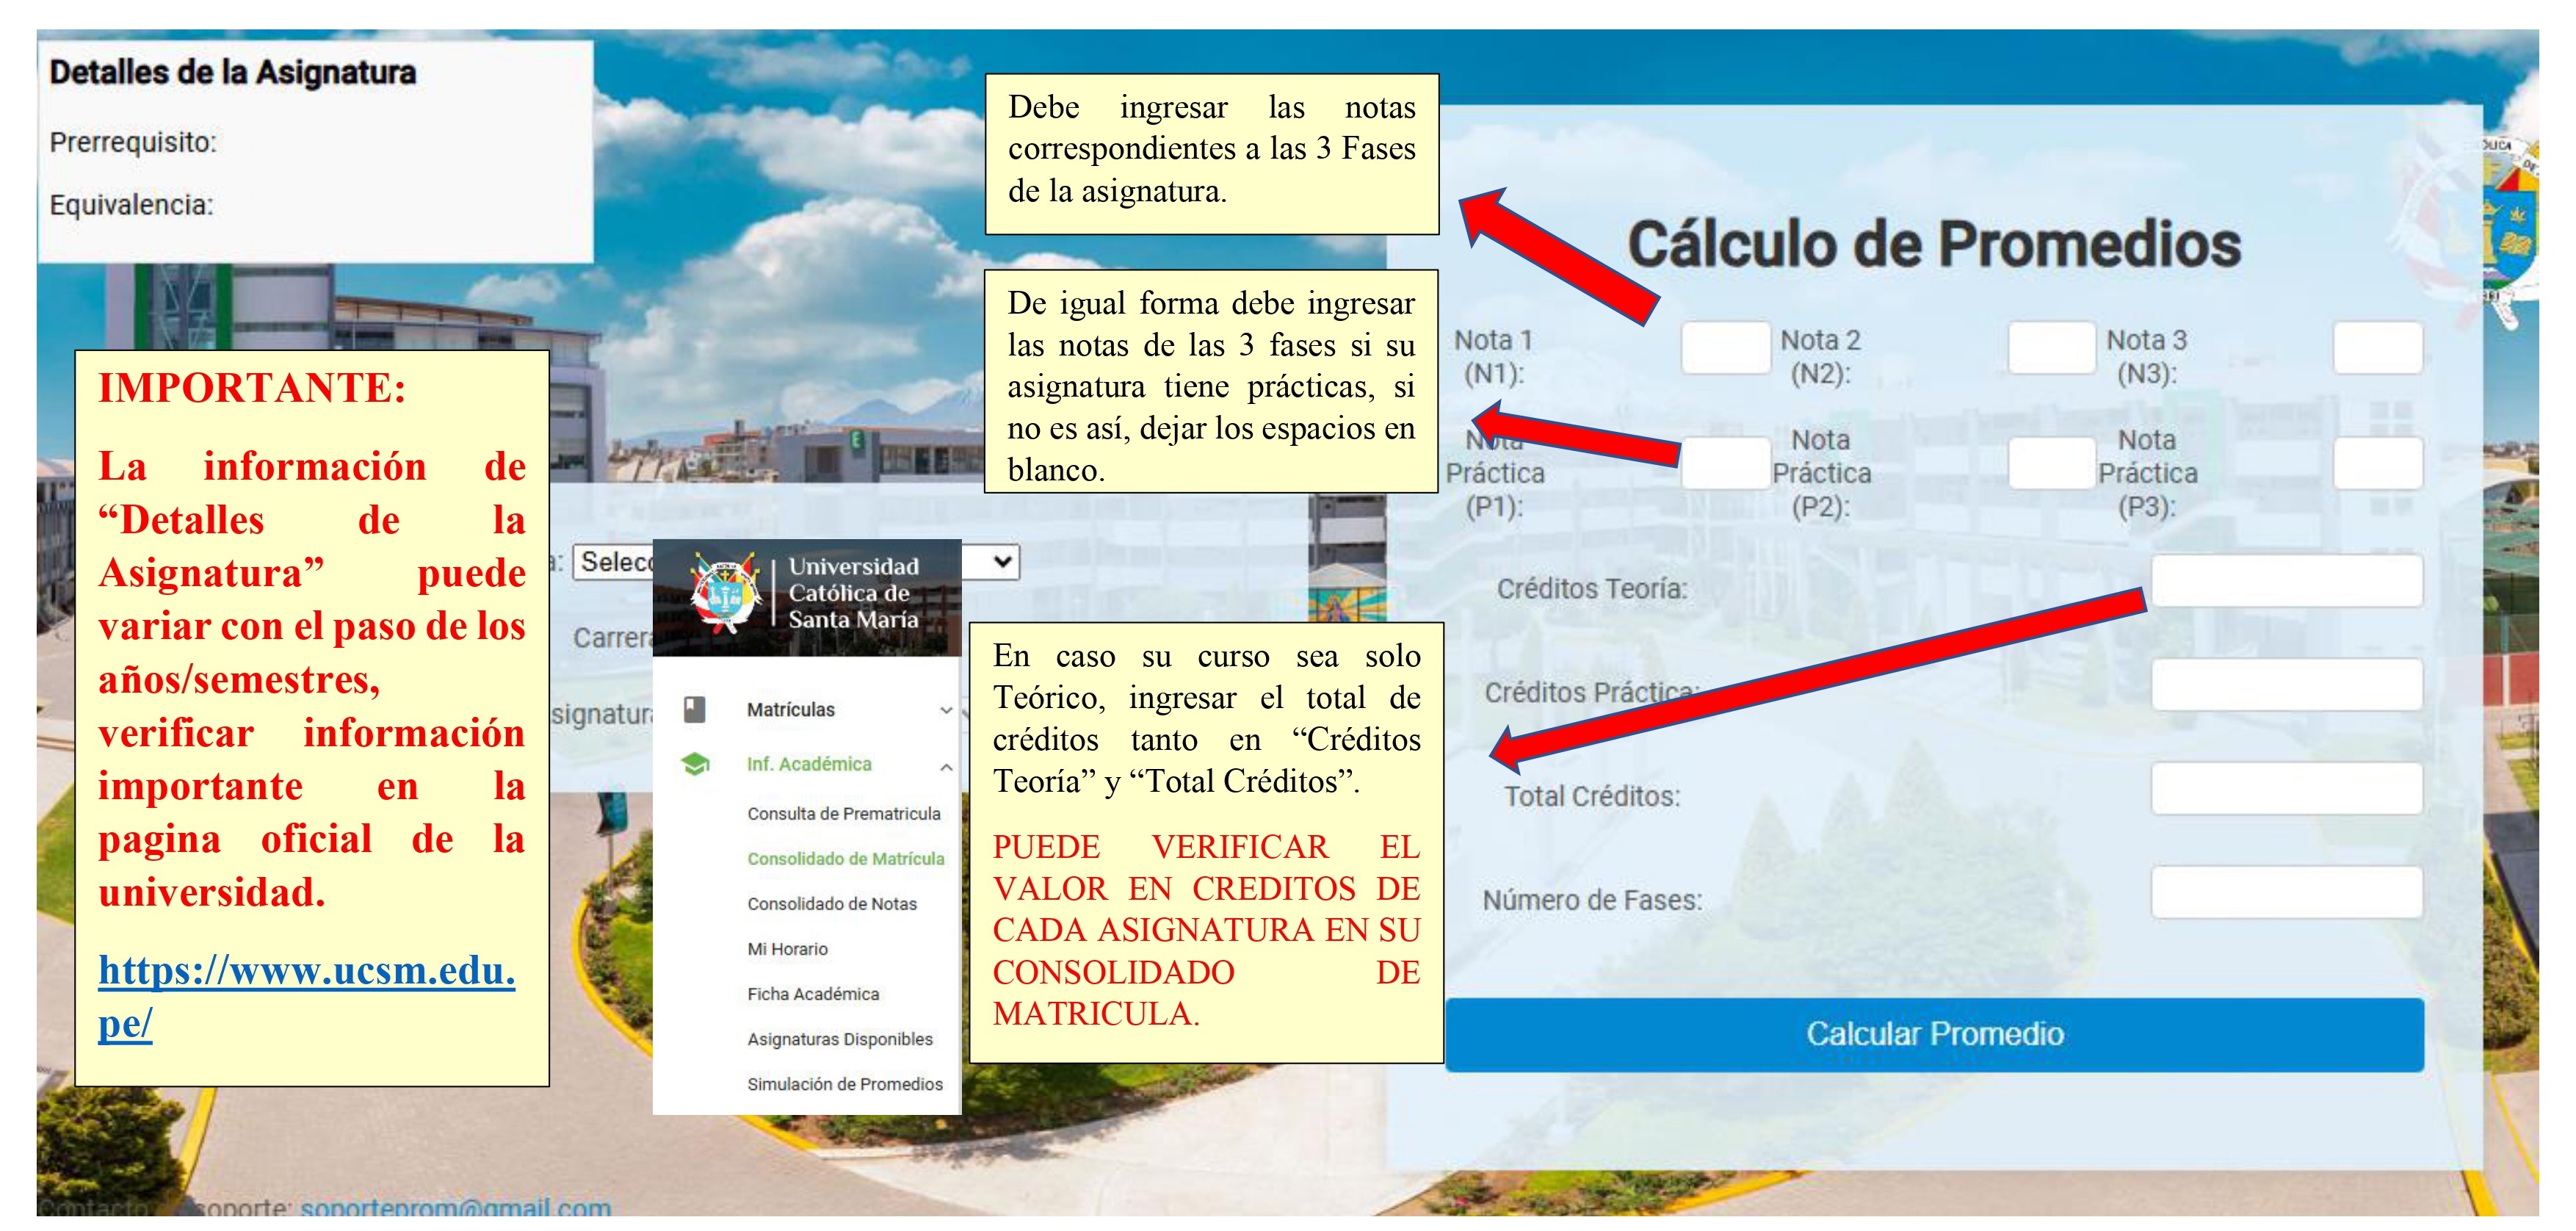 Detalles de la Asignatura
Prerrequisito:
Equivalencia:
IMPORTANTE:
La información de
“Detalles de la
Asignatura” puede
variar con el paso de los
años/semestres,
verificar información
importante en la
pagina oficial de la
universidad.
https://www.ucsm.edu.
pe/
Selecc
Carrera
signatura
Universidad
Católica de
Santa María
Matrículas
Inf. Académica
Consulta de Prematricula
Consolidado de Matrícula
Consolidado de Notas
Mi Horario
Ficha Académica
Asignaturas Disponibles
Simulación de Promedios
Debe ingresar las notas
correspondientes a las 3 Fases
de la asignatura.
De igual forma debe ingresar
las notas de las 3 fases si su
asignatura tiene prácticas, si
no es así, dejar los espacios en
blanco.
En caso su curso sea solo
Teórico, ingresar el total de
créditos tanto en “Créditos
Teoría” y “Total Créditos”.
PUEDE VERIFICAR EL
VALOR EN CREDITOS DE
CADA ASIGNATURA EN SU
CONSOLIDADO DE
MATRICULA.
Cálculo de Promedios
Nota 1
(N1):
Nota 2
(N2):
Nota 3
(N3):
Nota
Práctica
(P1):
Nota
Práctica
(P2):
Nota
Práctica
(P3):
Créditos Teoría:
Créditos Práctica:
Total Créditos:
Número de Fases:
Calcular Promedio
Contacto soporte: soporteprom@gmail.com